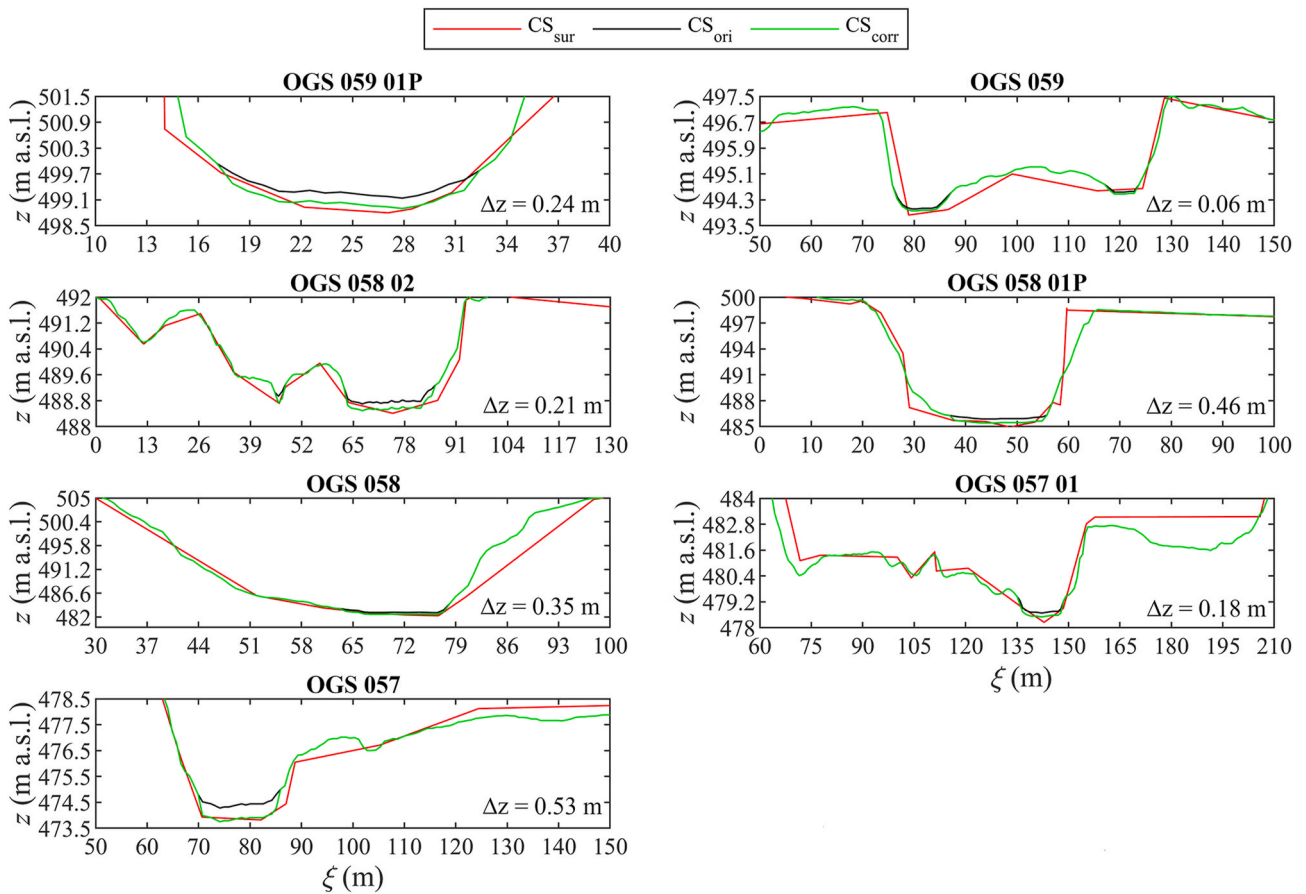 CS_sur CS_ori CS_corr
OGS 059 01P
501.5
500.9
500.3
499.7
499.1
498.5
z (m a.s.l.)
Δz = 0.24 m
10 13 16 19 22 25 28 31 34 37 40
OGS 059
497.5
496.7
495.9
495.1
494.3
493.5
z (m a.s.l.)
Δz = 0.06 m
50 60 70 80 90 100 110 120 130 140 150
OGS 058 02
492
491.2
490.4
489.6
488.8
488
z (m a.s.l.)
Δz = 0.21 m
0 13 26 39 52 65 78 91 104 117 130
OGS 058 01P
500
497
494
491
488
485
z (m a.s.l.)
Δz = 0.46 m
0 10 20 30 40 50 60 70 80 90 100
OGS 058
505
500.4
495.8
491.2
486.6
482
z (m a.s.l.)
Δz = 0.35 m
30 37 44 51 58 65 72 79 86 93 100
OGS 057 01
484
482.8
481.6
480.4
479.2
478
z (m a.s.l.)
Δz = 0.18 m
60 75 90 105 120 135 150 165 180 195 210
ξ (m)
OGS 057
478.5
477.5
476.5
475.5
474.5
473.5
z (m a.s.l.)
Δz = 0.53 m
50 60 70 80 90 100 110 120 130 140 150
ξ (m)